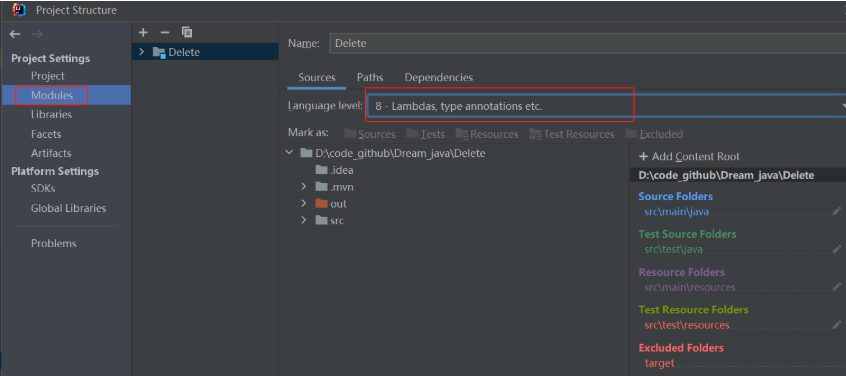 Project Structure
Project Settings
Project
Modules
Libraries
Facets
Artifacts
Platform Settings
SDKs
Global Libraries
Problems
Delete
Name: Delete
Sources Paths Dependencies
Language level: 8 - Lambdas, type annotations etc.
Mark as: Sources Tests Resources Test Resources Excluded
D:\code_github\Dream_java\Delete
.idea
.mvn
out
src
+ Add Content Root
D:\code_github\Dream_java\Delete
Source Folders
src\main\java
Test Source Folders
src\test\java
Resource Folders
src\main\resources
Test Resource Folders
src\test\resources
Excluded Folders
target